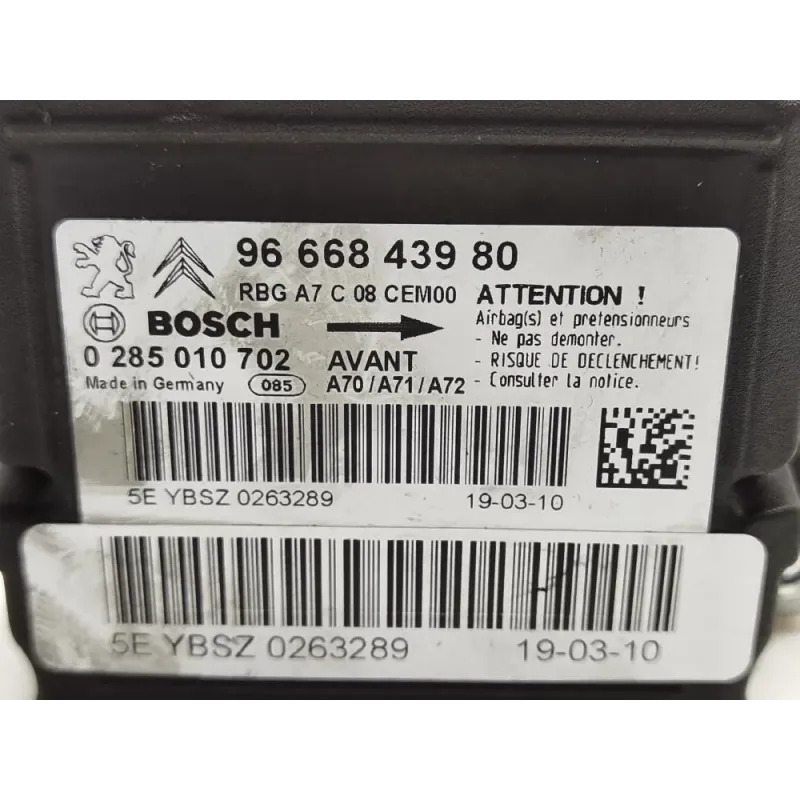 96 668 439 80
RBG A7 C 08 CEM00
ATTENTION !
Airbag(s) et pretensionneurs
- Ne pas demonter.
- RISQUE DE DECLENCHEMENT!
- Consulter la notice.
BOSCH
0 285 010 702
AVANT
Made in Germany 085
A70/A71/A72
5E YBSZ 0263289 19-03-10
5E YBSZ 0263289 19-03-10